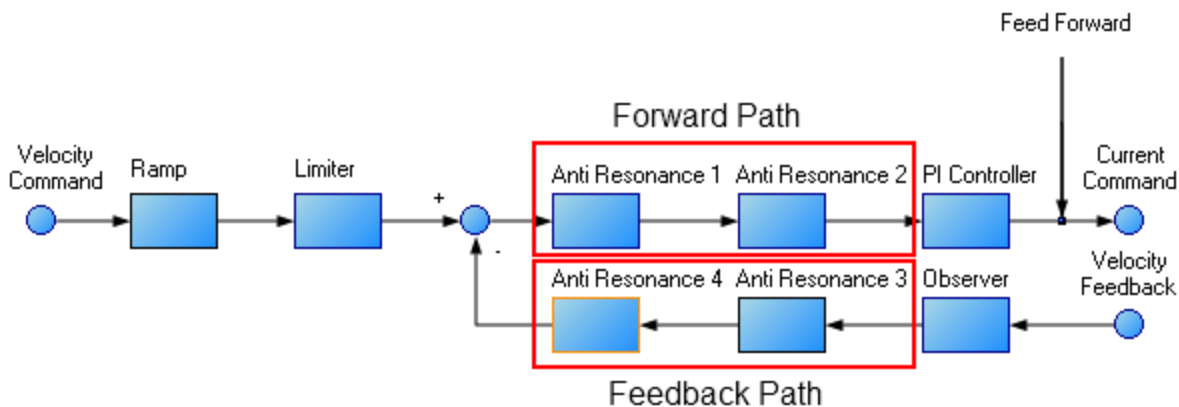 Feed Forward
Forward Path
Velocity
Command
Ramp
Limiter
Anti Resonance 1
Anti Resonance 2
PI Controller
Current
Command
+
-
Anti Resonance 4
Anti Resonance 3
Observer
Velocity
Feedback
Feedback Path